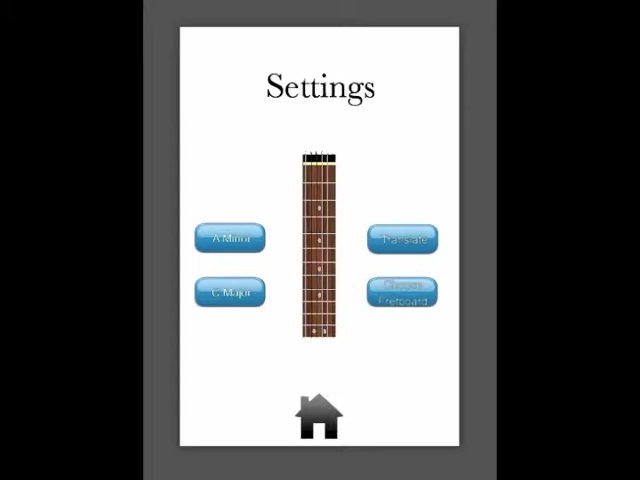 Settings
A Minor
Translate
C Major
Choose
Fretboard